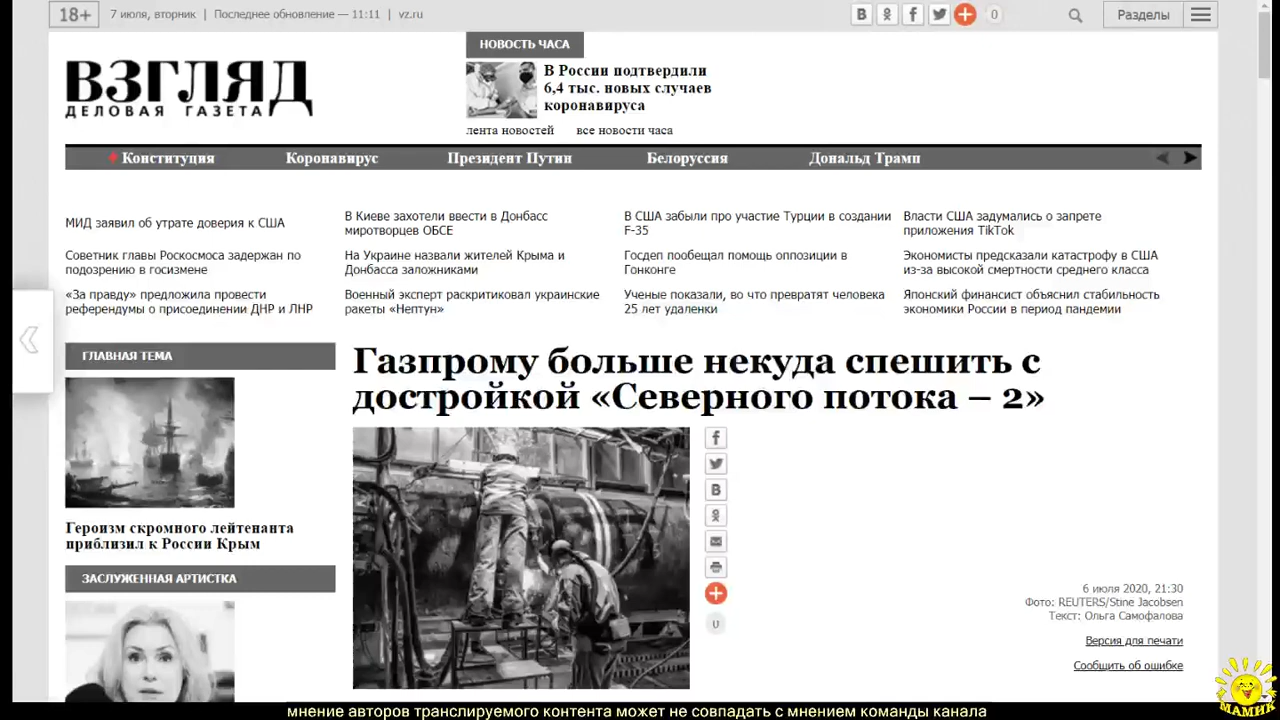 18+
7 июля, вторник | Последнее обновление — 11:11 | vz.ru
0
Разделы
НОВОСТЬ ЧАСА
ВЗГЛЯД
ДЕЛОВАЯ ГАЗЕТА
В России подтвердили
6,4 тыс. новых случаев
коронавируса
лента новостей все новости часа
Конституция Коронавирус Президент Путин Белоруссия Дональд Трамп
МИД заявил об утрате доверия к США
В Киеве захотели ввести в Донбасс
миротворцев ОБСЕ
В США забыли про участие Турции в создании
F-35
Власти США задумались о запрете
приложения TikTok
Советник главы Роскосмоса задержан по
подозрению в госизмене
На Украине назвали жителей Крыма и
Донбасса заложниками
Госдеп пообещал помощь оппозиции в
Гонконге
Экономисты предсказали катастрофу в США
из-за высокой смертности среднего класса
«За правду» предложила провести
референдумы о присоединении ДНР и ЛНР
Военный эксперт раскритиковал украинские
ракеты «Нептун»
Ученые показали, во что превратят человека
25 лет удаленки
Японский финансист объяснил стабильность
экономики России в период пандемии
ГЛАВНАЯ ТЕМА
Героизм скромного лейтенанта
приблизил к России Крым
ЗАСЛУЖЕННАЯ АРТИСТКА
Газпрому больше некуда спешить с
достройкой «Северного потока – 2»
6 июля 2020, 21:30
Фото: REUTERS/Stine Jacobsen
Текст: Ольга Самофалова
Версия для печати
Сообщить об ошибке
МАМИК
мнение авторов транслируемого контента может не совпадать с мнением команды канала